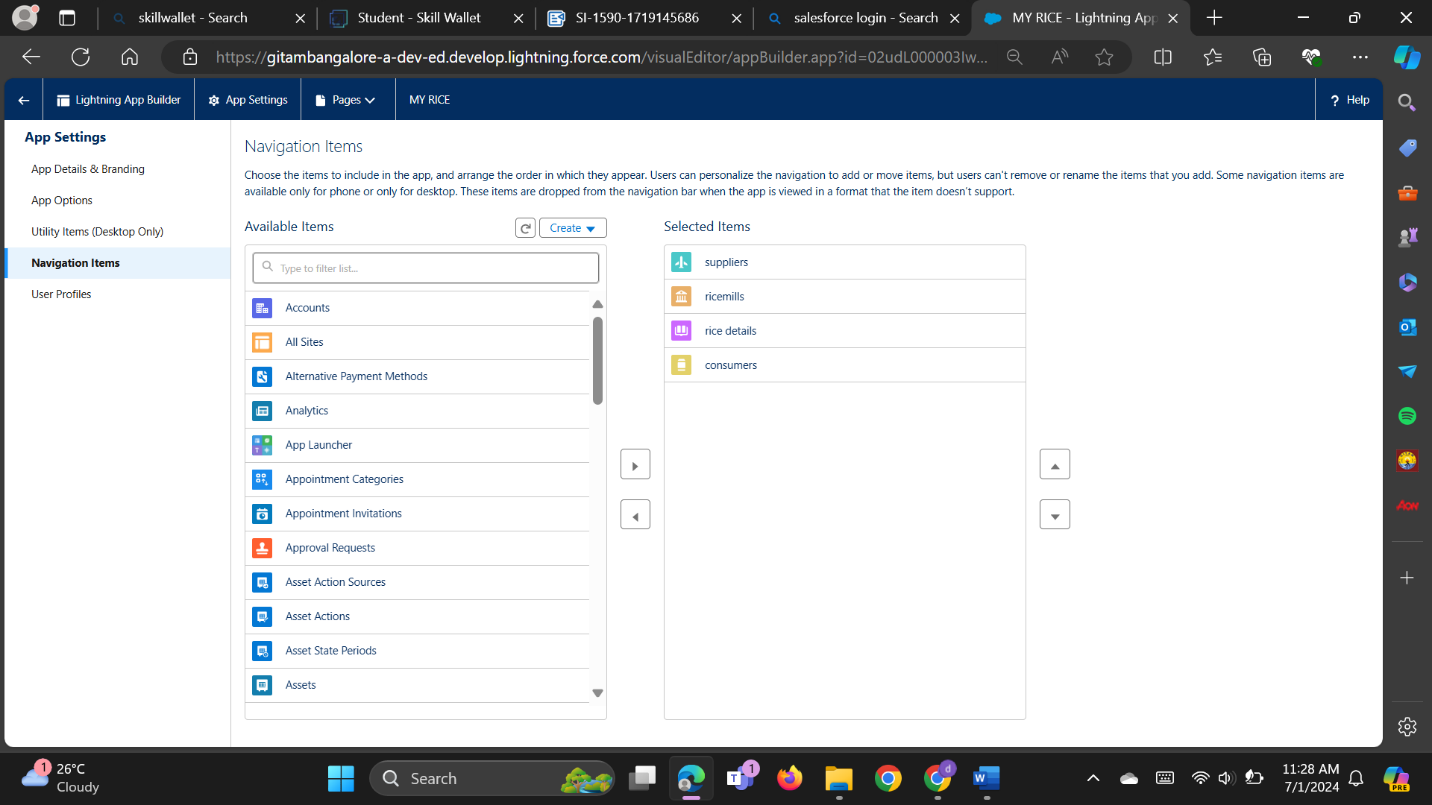 skillwallet - Search
Student - Skill Wallet
SI-1590-1719145686
salesforce login - Search
MY RICE - Lightning App
https://gitambangalore-a-dev-ed.develop.lightning.force.com/visualEditor/appBuilder.app?id=02udL000003Iw...
Lightning App Builder
App Settings
Pages
MY RICE
? Help
App Settings
App Details & Branding
App Options
Utility Items (Desktop Only)
Navigation Items
User Profiles
Navigation Items
Choose the items to include in the app, and arrange the order in which they appear. Users can personalize the navigation to add or move items, but users can't remove or rename the items that you add. Some navigation items are
available only for phone or only for desktop. These items are dropped from the navigation bar when the app is viewed in a format that the item doesn't support.
Available Items
Create
Type to filter list...
Accounts
All Sites
Alternative Payment Methods
Analytics
App Launcher
Appointment Categories
Appointment Invitations
Approval Requests
Asset Action Sources
Asset Actions
Asset State Periods
Assets
Selected Items
suppliers
ricemills
rice details
consumers
AON
1
26°C
Cloudy
Search
1
d
11:28 AM
7/1/2024
PRE